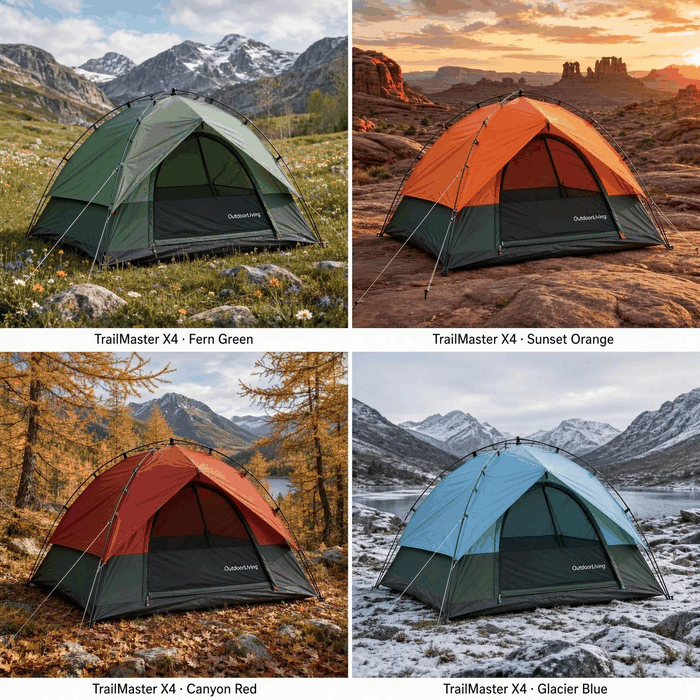 OutdoorLiving
OutdoorLiving
TrailMaster X4 · Fern Green
TrailMaster X4 · Sunset Orange
OutdoorLiving
OutdoorLiving
TrailMaster X4 · Canyon Red
TrailMaster X4 · Glacier Blue